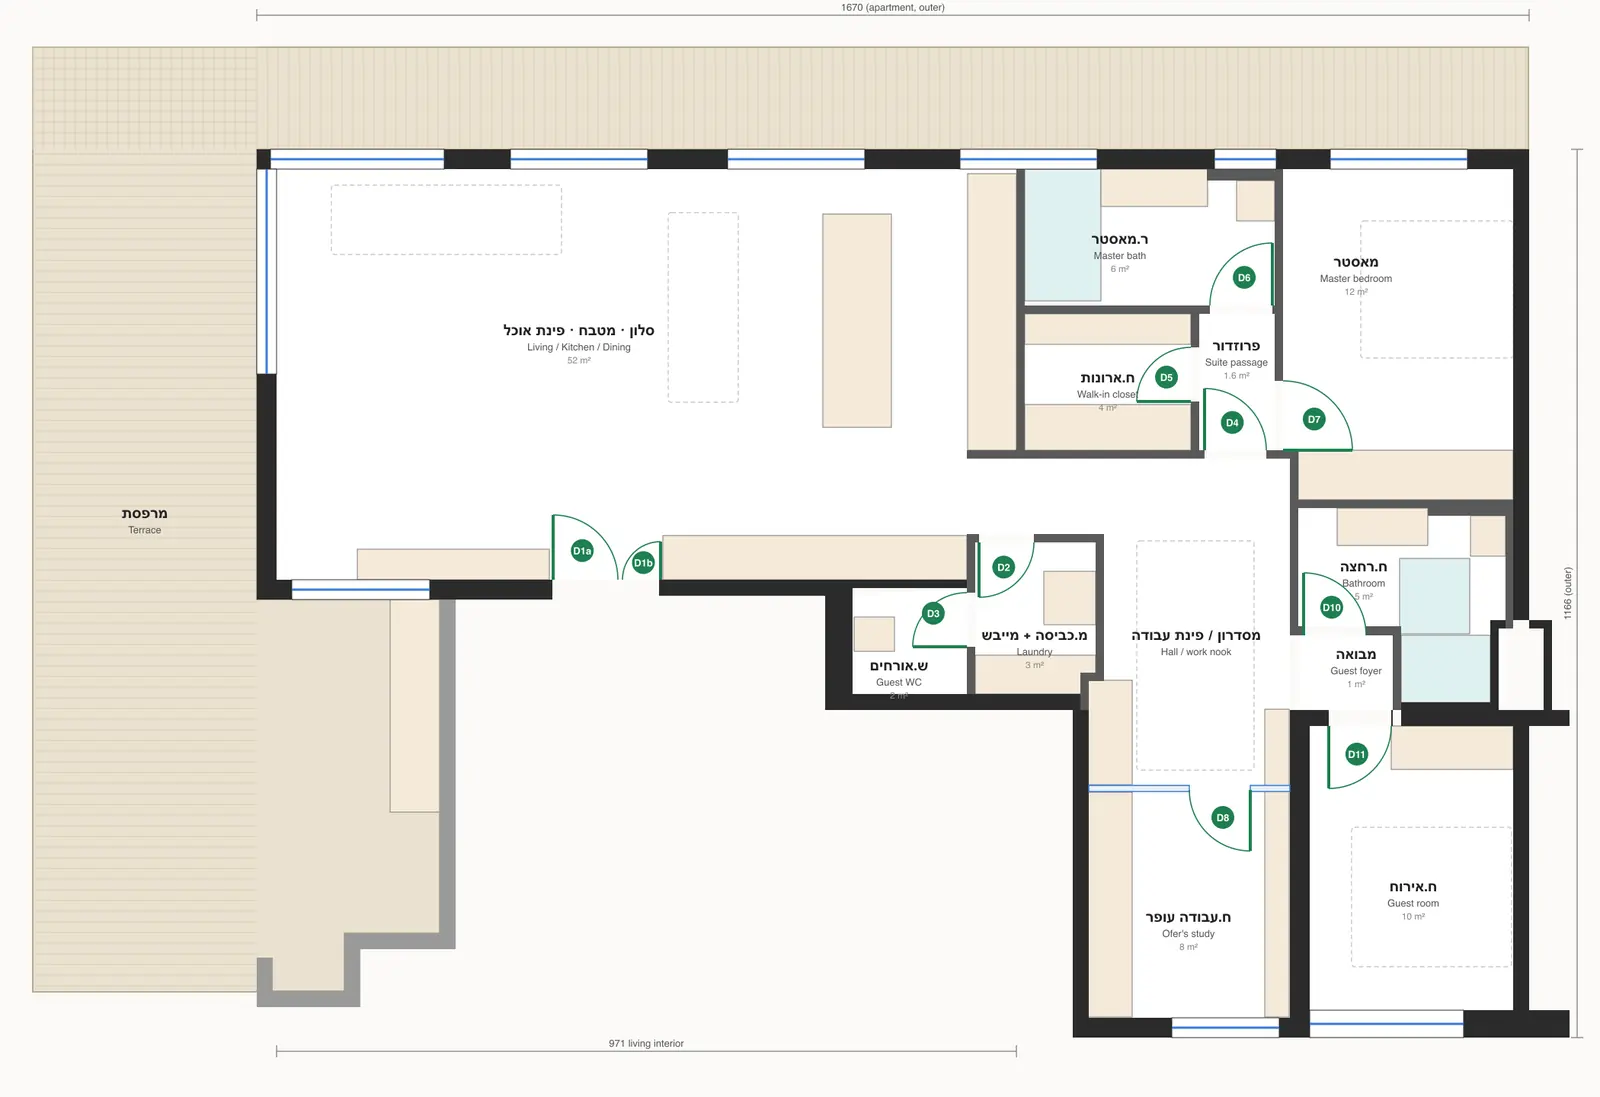 1670 (apartment, outer)
ר.מאסטר
Master bath
6 m²
D6
מאסטר
Master bedroom
12 m²
סלון · מטבח · פינת אוכל
Living / Kitchen / Dining
52 m²
פרוזדור
Suite passage
1.6 m²
ח.ארונות
Walk-in closet
4 m²
D5
D4
D7
מרפסת
Terrace
D1a
D1b
D2
D3
ח.רחצה
Bathroom
5 m²
D10
1166 (outer)
מ.כביסה + מייבש
Laundry
3 m²
מסדרון / פינת עבודה
Hall / work nook
ש.אורחים
Guest WC
2 m²
מבואה
Guest foyer
1 m²
D11
D8
ח.אירוח
Guest room
10 m²
ח.עבודה עופר
Ofer's study
8 m²
971 living interior